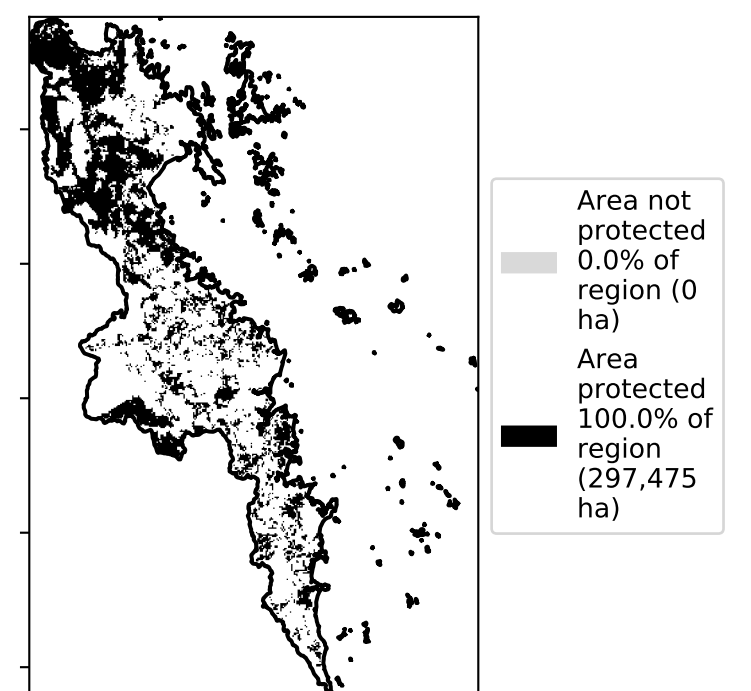 Area not
protected
0.0% of
region (0
ha)
Area
protected
100.0% of
region
(297,475
ha)